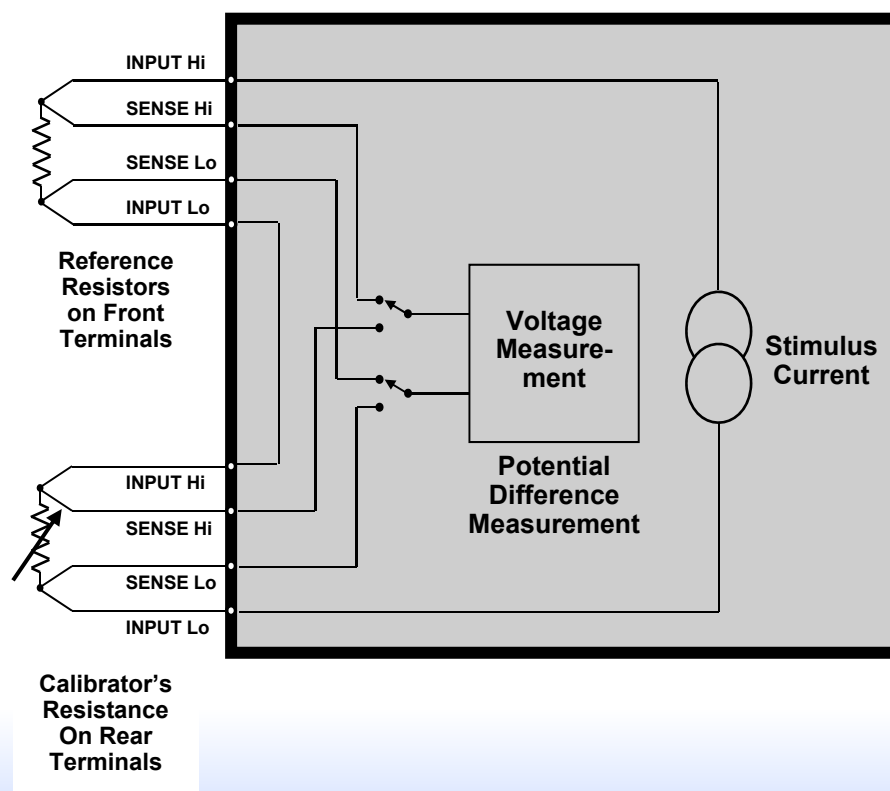 INPUT Hi
SENSE Hi
SENSE Lo
INPUT Lo
Reference
Resistors
on Front
Terminals
Voltage
Measure-
ment
Stimulus
Current
Potential
Difference
Measurement
INPUT Hi
SENSE Hi
SENSE Lo
INPUT Lo
Calibrator’s
Resistance
On Rear
Terminals